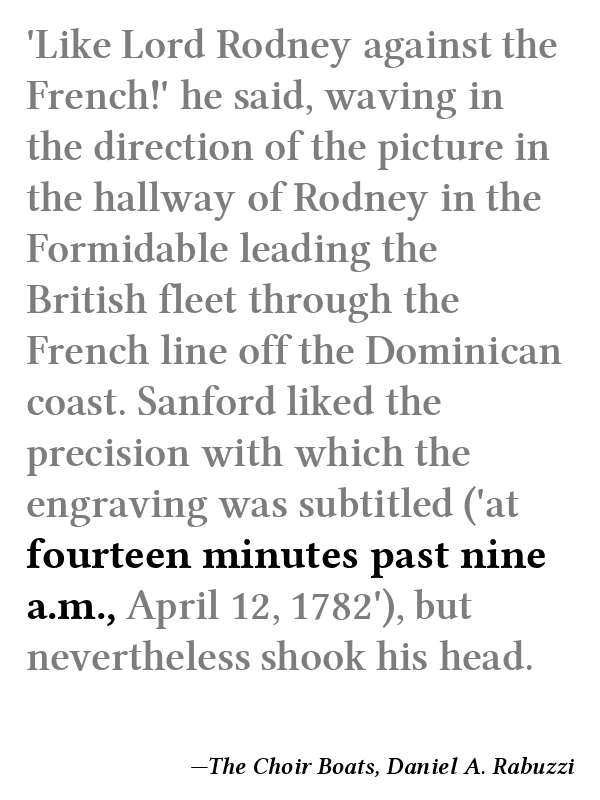 'Like Lord Rodney against the
French!' he said, waving in
the direction of the picture in
the hallway of Rodney in the
Formidable leading the
British fleet through the
French line off the Dominican
coast. Sanford liked the
precision with which the
engraving was subtitled ('at
fourteen minutes past nine
a.m., April 12, 1782'), but
nevertheless shook his head.
—The Choir Boats, Daniel A. Rabuzzi